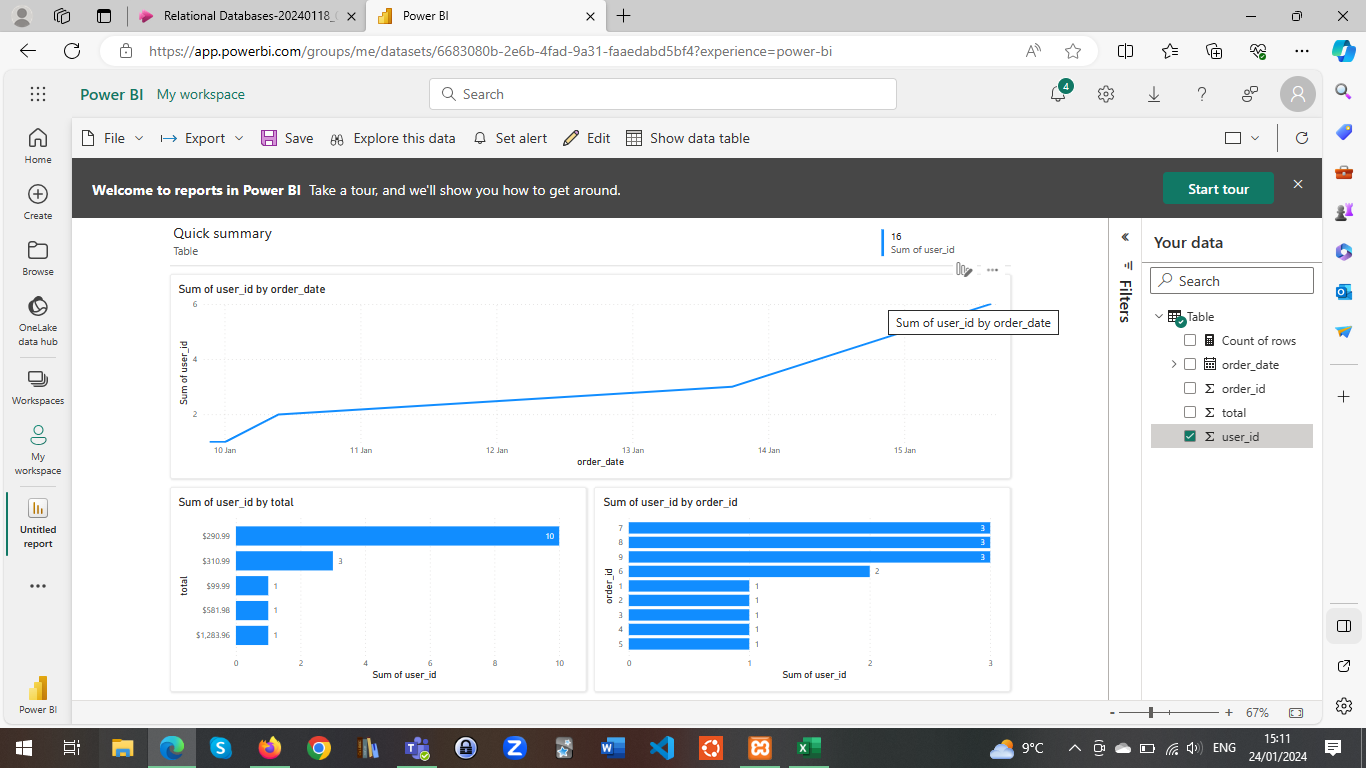 Relational Databases-20240118_
Power BI
https://app.powerbi.com/groups/me/datasets/6683080b-2e6b-4fad-9a31-faaedabd5bf4?experience=power-bi
Power BI My workspace
Search
4
File
Export
Save
Explore this data
Set alert
Edit
Show data table
Home
Create
Browse
OneLake
data hub
Workspaces
My
workspace
Untitled
report
Power BI
Welcome to reports in Power BI Take a tour, and we'll show you how to get around.
Start tour
Quick summary
Table
16
Sum of user_id
Sum of user_id by order_date
Sum of user_id by order_date
Sum of user_id
6
4
2
10 Jan 11 Jan 12 Jan 13 Jan 14 Jan 15 Jan
order_date
Sum of user_id by total
total
$290.99 10
$310.99 3
$99.99 1
$581.98 1
$1,283.96 1
0 2 4 6 8 10
Sum of user_id
Sum of user_id by order_id
order_id
7 3
8 3
9 3
6 2
1 1
2 1
3 1
4 1
5 1
0 1 2 3
Sum of user_id
Filters
Your data
Search
Table
Count of rows
order_date
Σ order_id
Σ total
Σ user_id
- + 67%
9°C
ENG
15:11
24/01/2024